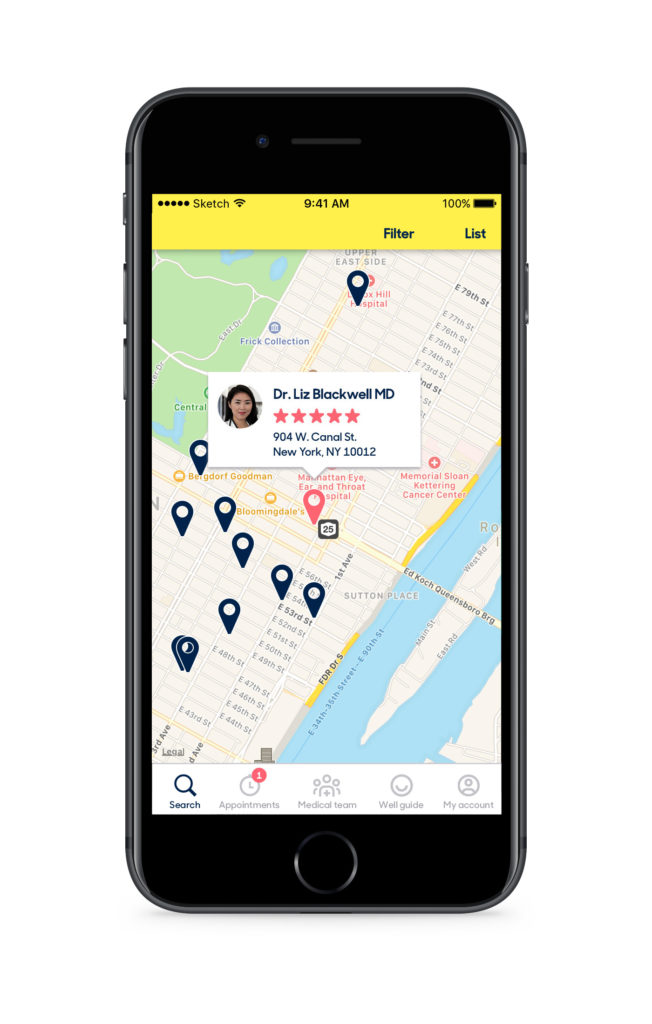 Sketch
9:41 AM
100%
Filter
List
UPPER
EAST SIDE
E 79th St
Lenox Hill
Hospital
E 77th St
E 76th St
E 75th St
E 74th St
E 73rd St
East Dr
Frick Collection
Dr. Liz Blackwell MD
904 W. Canal St.
New York, NY 10012
Central
Bergdorf Goodman
Manhattan Eye,
Ear, and Throat
Hospital
Memorial Sloan
Kettering
Cancer Center
Bloomingdale's
25
1st Ave
West Rd
Ed Koch Queensboro Brg
E 56th St
E 54th St
E 53rd St
E 52nd St
E 51st St
E 50th St
E 49th St
E 48th St
SUTTON PLACE
Main St
East Rd
FDR Dr S
E 34th-35th Street—E 90th St
E 47th St
E 46th St
E 45th St
E 44th St
E 43rd St
3rd Ave
Legal
1
Search
Appointments
Medical team
Well guide
My account